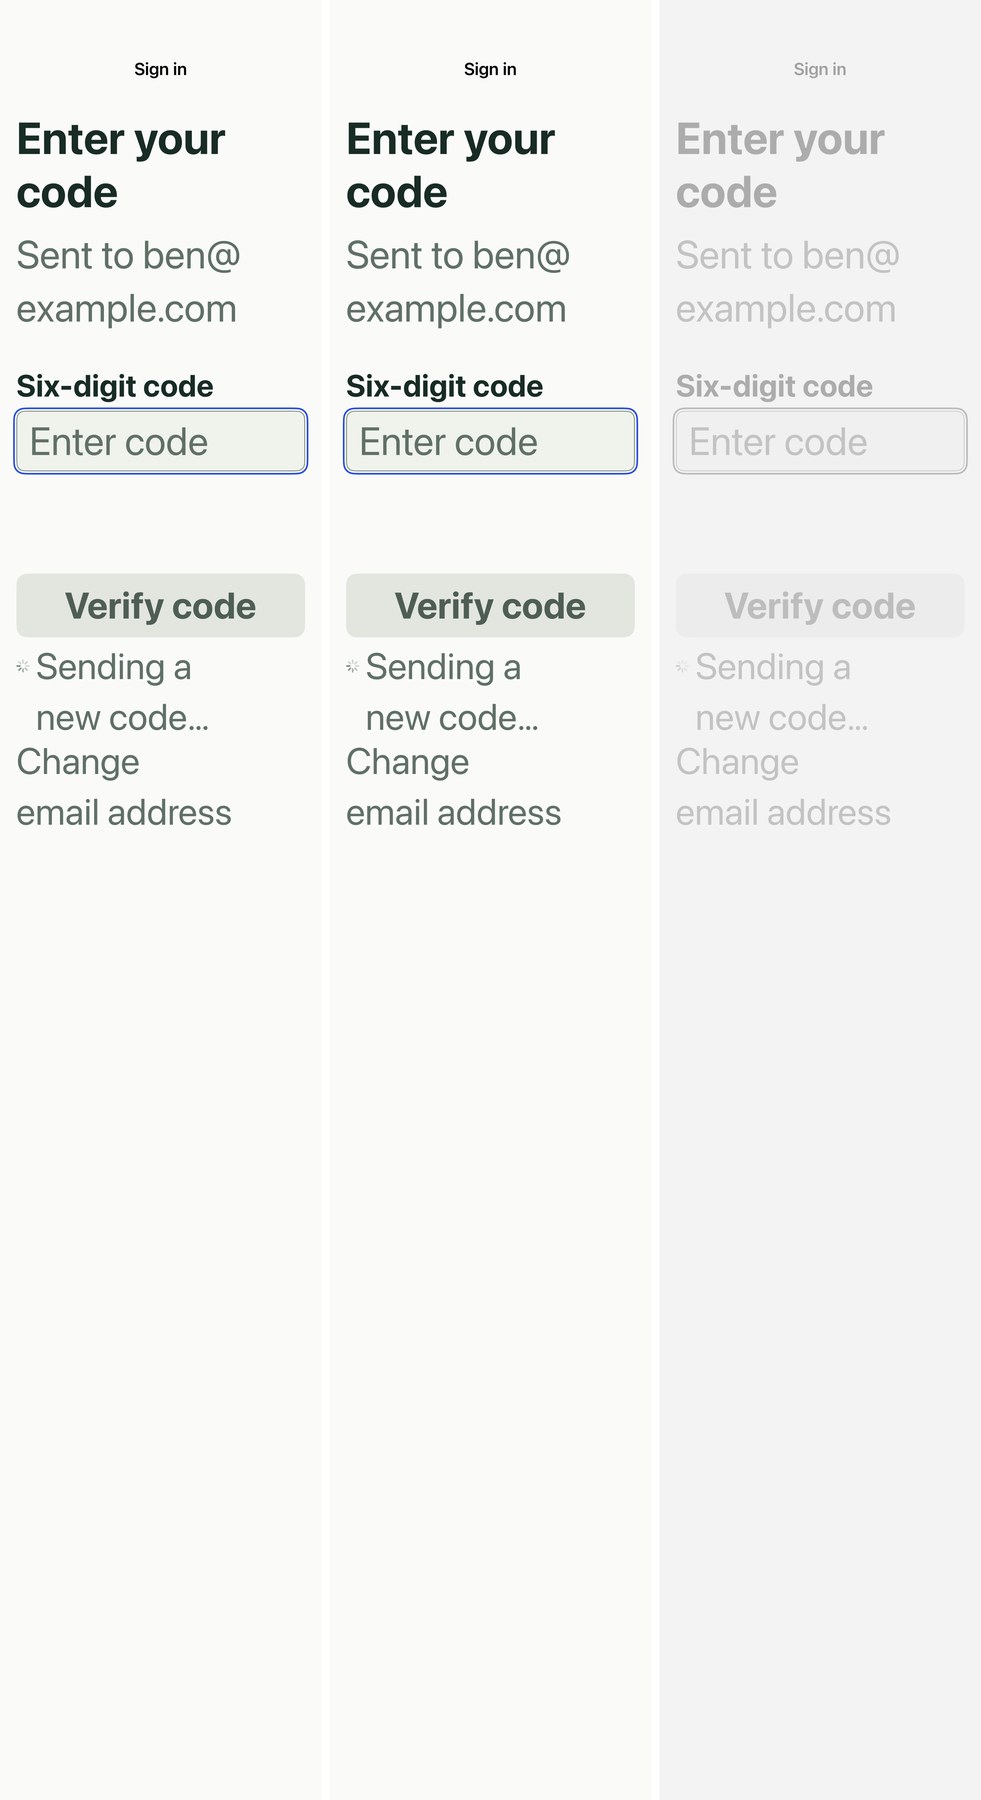 Sign in
Enter your
code
Sent to ben@
example.com
Six-digit code
Enter code
Verify code
Sending a
new code...
Change
email address
Sign in
Enter your
code
Sent to ben@
example.com
Six-digit code
Enter code
Verify code
Sending a
new code...
Change
email address
Sign in
Enter your
code
Sent to ben@
example.com
Six-digit code
Enter code
Verify code
Sending a
new code...
Change
email address